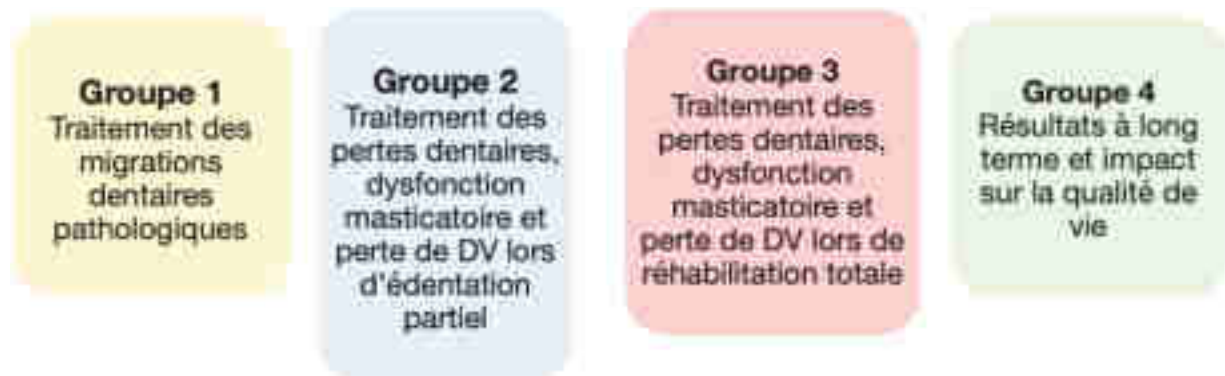 Groupe 1
Traitement des
migrations
dentaires
pathologiques
Groupe 2
Traitement des
pertes dentaires,
dysfonction
masticatoire et
perte de DV lors
d'édentation
partiel
Groupe 3
Traitement des
pertes dentaires,
dysfonction
masticatoire et
perte de DV lors de
réhabilitation totale
Groupe 4
Résultats à long
terme et impact
sur la qualité de
vie